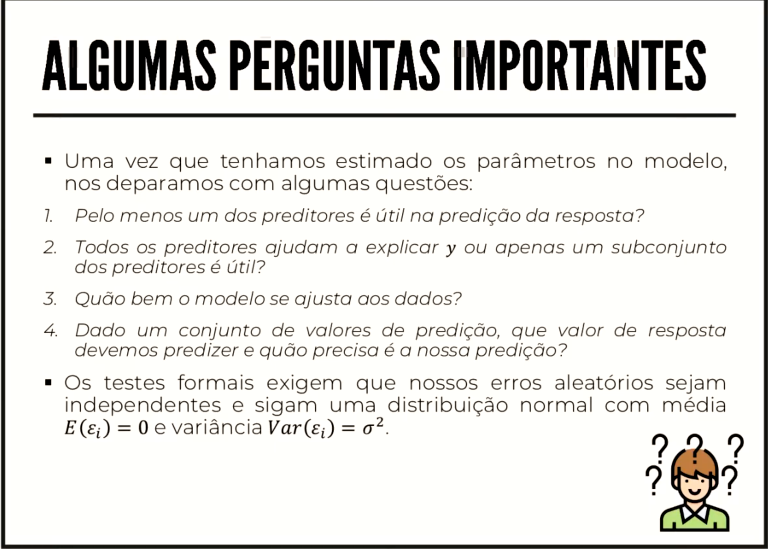 ALGUMAS PERGUNTAS IMPORTANTES
▪ Uma vez que tenhamos estimado os parâmetros no modelo,
nos deparamos com algumas questões:
1. Pelo menos um dos preditores é útil na predição da resposta?
2. Todos os preditores ajudam a explicar y ou apenas um subconjunto
dos preditores é útil?
3. Quão bem o modelo se ajusta aos dados?
4. Dado um conjunto de valores de predição, que valor de resposta
devemos predizer e quão precisa é a nossa predição?
▪ Os testes formais exigem que nossos erros aleatórios sejam
independentes e sigam uma distribuição normal com média
E(εᵢ) = 0 e variância Var(εᵢ) = σ².
? ? ?
? ?